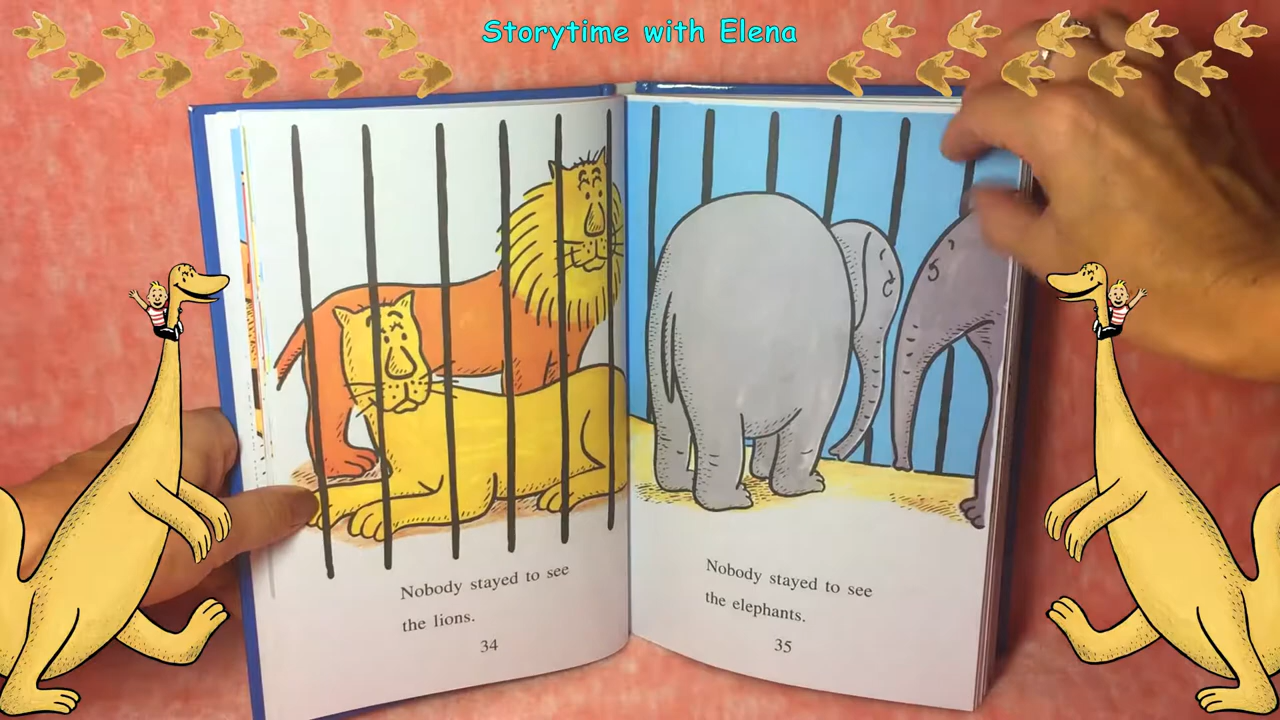 Storytime with Elena
Nobody stayed to see
the lions.
34
Nobody stayed to see
the elephants.
35